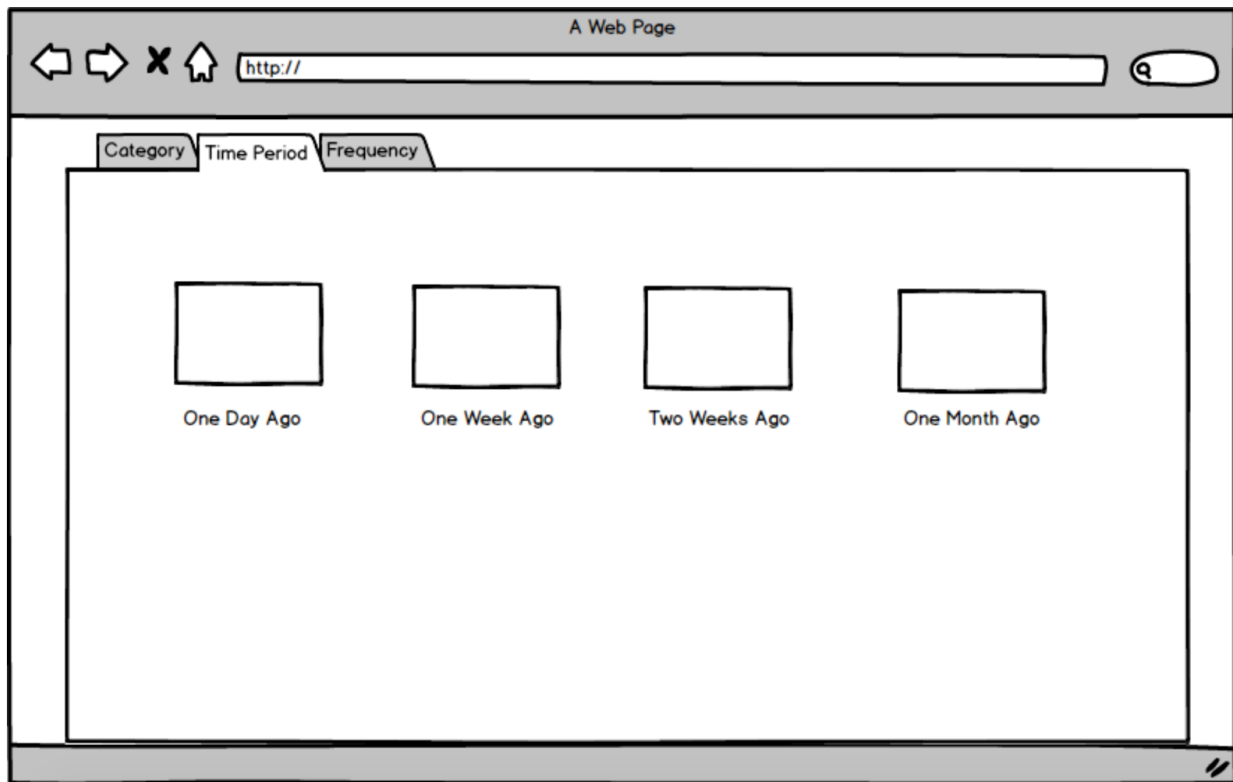 A Web Page
http://
Category
Time Period
Frequency
One Day Ago
One Week Ago
Two Weeks Ago
One Month Ago